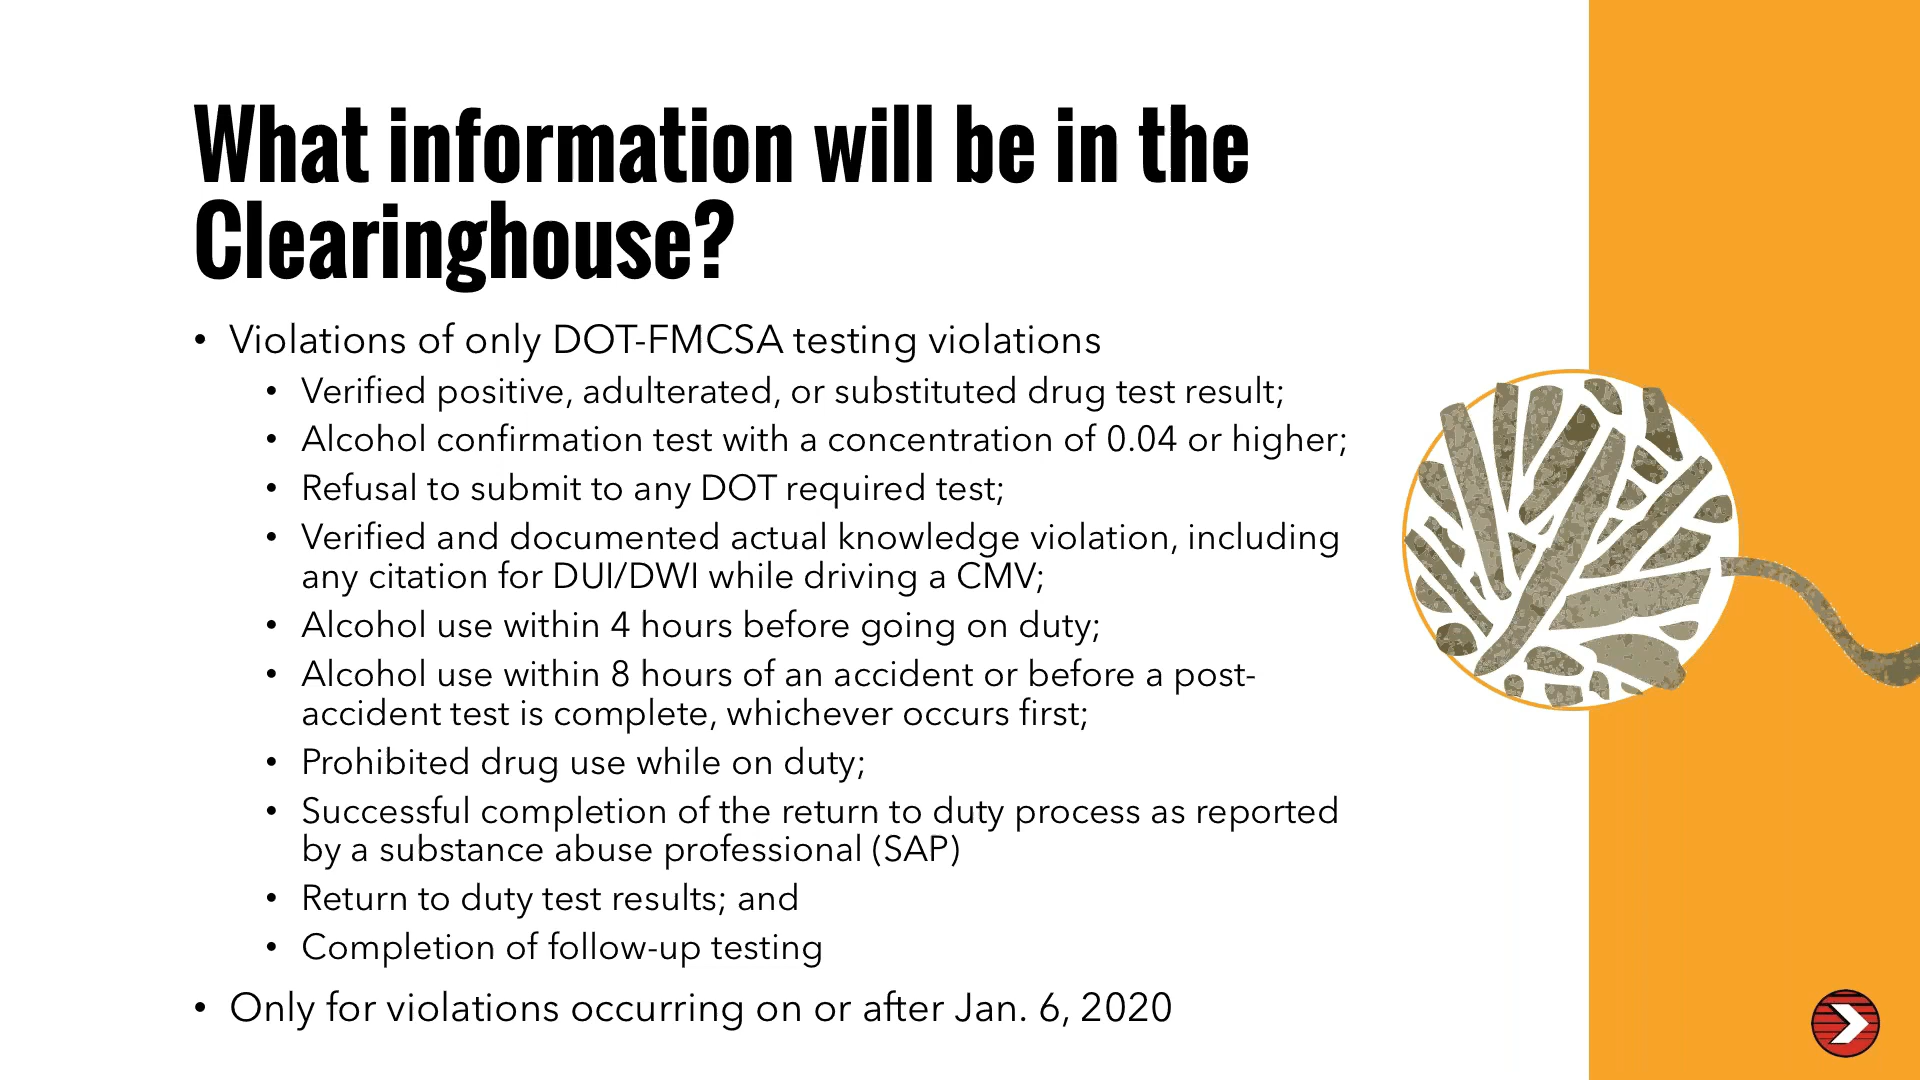 What information will be in the
Clearinghouse?
• Violations of only DOT-FMCSA testing violations
• Verified positive, adulterated, or substituted drug test result;
• Alcohol confirmation test with a concentration of 0.04 or higher;
• Refusal to submit to any DOT required test;
• Verified and documented actual knowledge violation, including
any citation for DUI/DWI while driving a CMV;
• Alcohol use within 4 hours before going on duty;
• Alcohol use within 8 hours of an accident or before a post-
accident test is complete, whichever occurs first;
• Prohibited drug use while on duty;
• Successful completion of the return to duty process as reported
by a substance abuse professional (SAP)
• Return to duty test results; and
• Completion of follow-up testing
• Only for violations occurring on or after Jan. 6, 2020